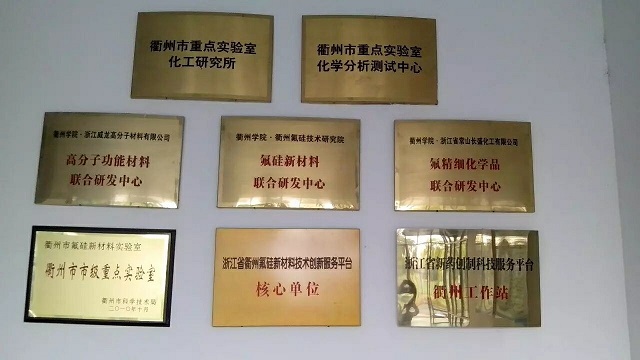 衢州市重点实验室
化工研究所
衢州市重点实验室
化学分析测试中心
衢州学院·浙江威龙高分子材料有限公司
高分子功能材料
联合研发中心
衢州学院·衢州氟硅技术研究院
氟硅新材料
联合研发中心
衢州学院·浙江省常山长盛化工有限公司
氟精细化学品
联合研发中心
衢州市氟硅新材料实验室
衢州市市级重点实验室
衢州市科学技术局
二〇一〇年十月
浙江省衢州氟硅新材料技术创新服务平台
核心单位
浙江省新药创制科技服务平台
衢州工作站